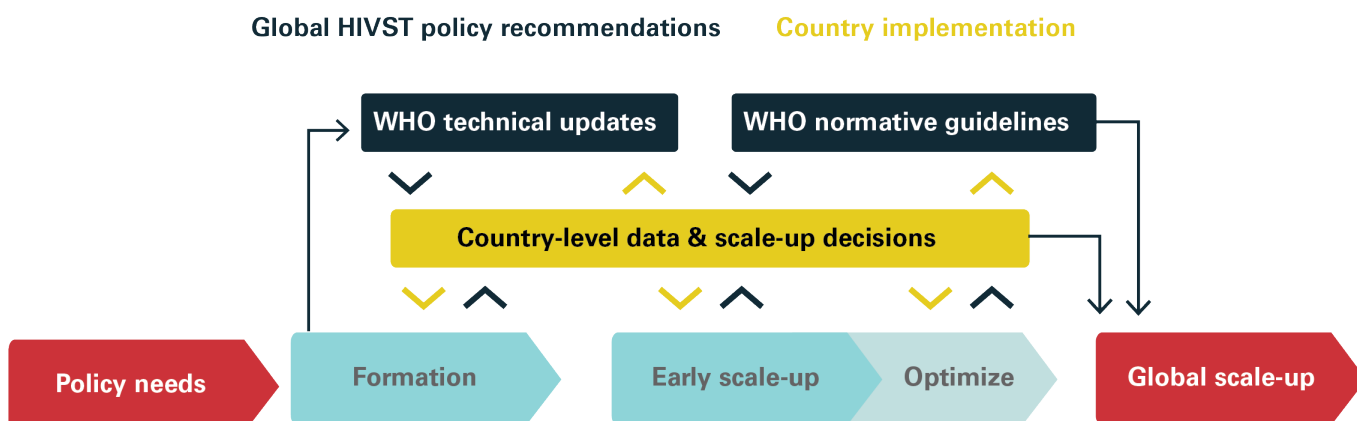 Global HIVST policy recommendations
Country implementation
WHO technical updates
WHO normative guidelines
Country-level data & scale-up decisions
Policy needs
Formation
Early scale-up
Optimize
Global scale-up